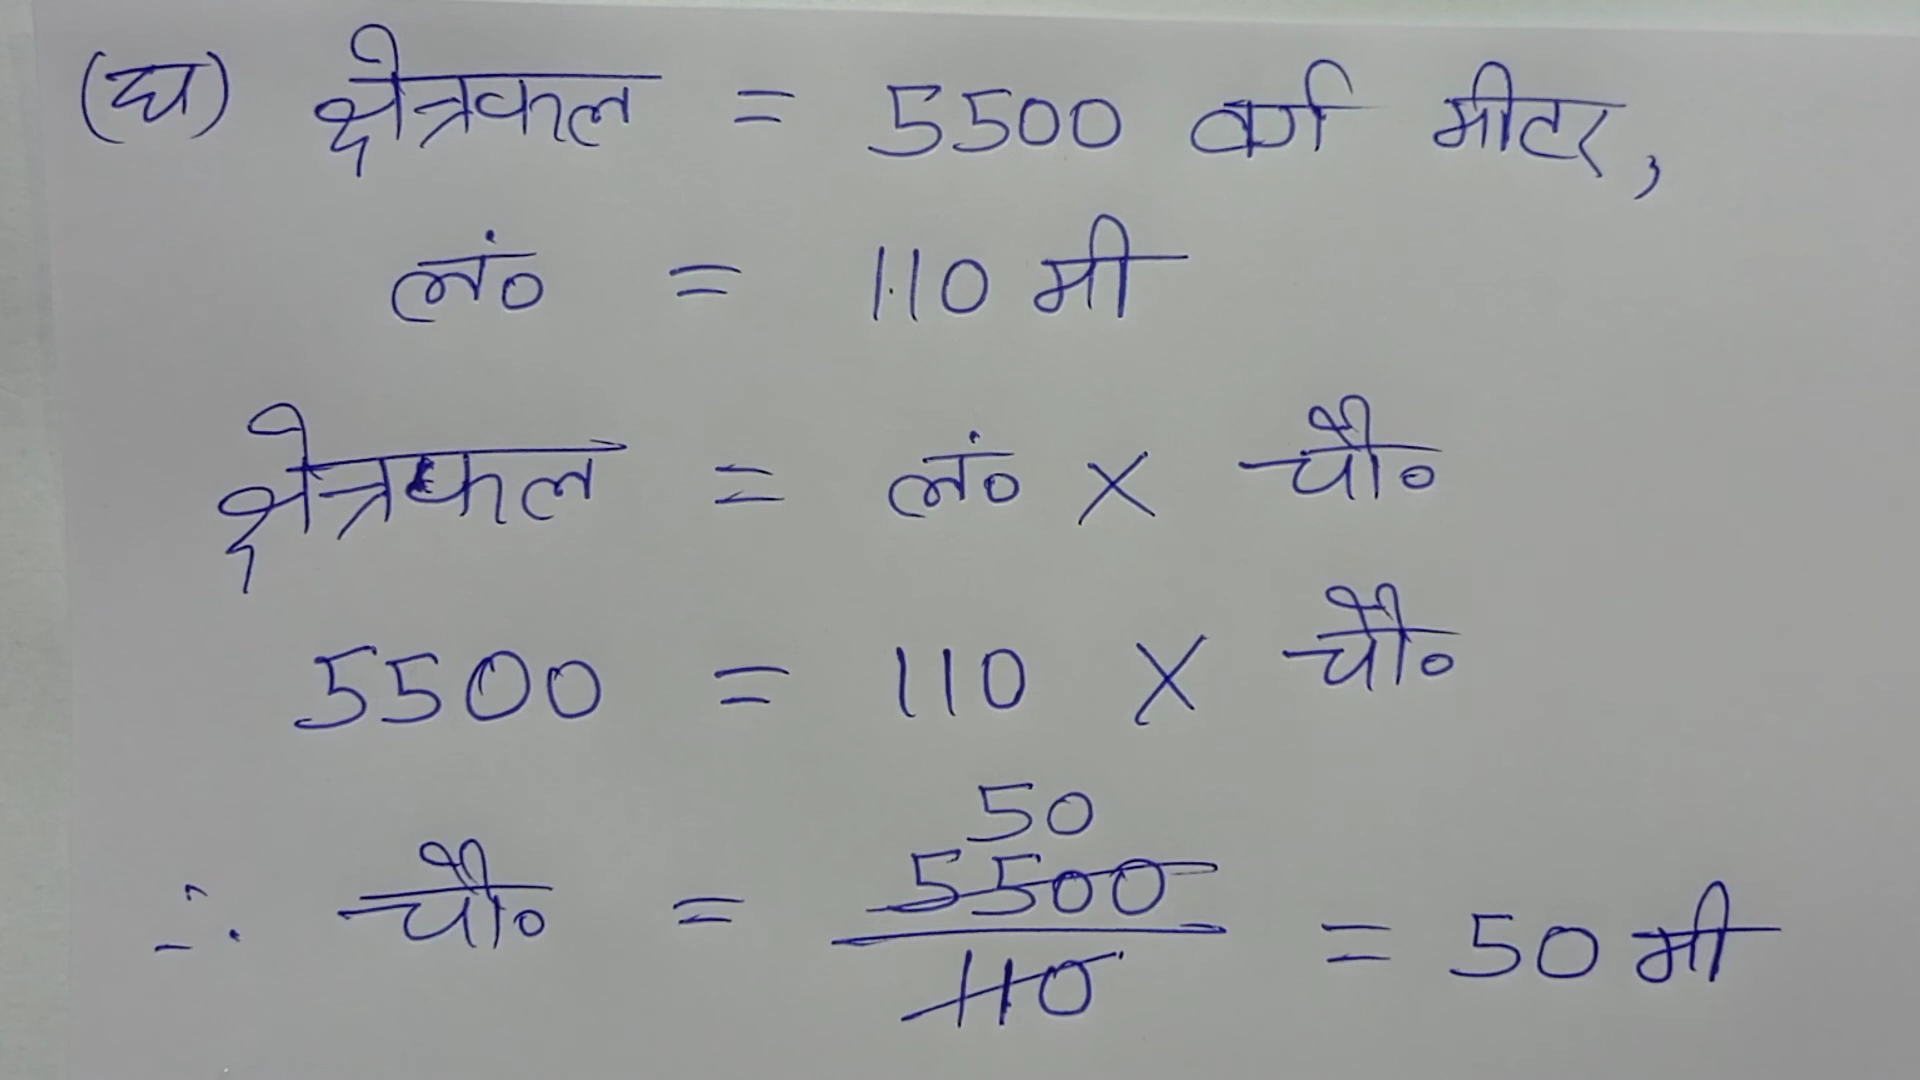 (घ) क्षेत्रफल = 5500 वर्ग मीटर,
लं० = 110 मी
क्षेत्रफल = लं० × चौ०
5500 = 110 × चौ०
50
∴ चौ० = 5500/110 = 50 मी